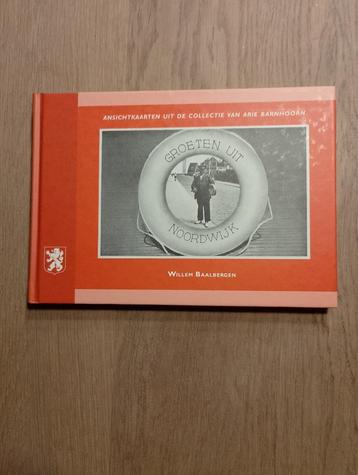 ANSICHTKAARTEN UIT DE COLLECTIE VAN ARIE BARNHOORN
GROETEN UIT
NOORDWIJK
WILLEM BAALBERGEN